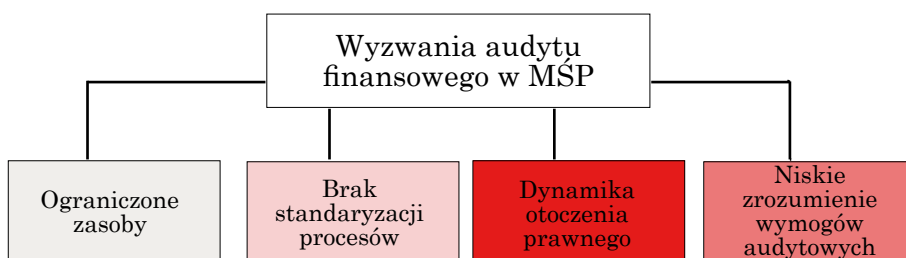 Wyzwania audytu
finansowego w MŚP
Ograniczone
zasoby
Brak
standaryzacji
procesów
Dynamika
otoczenia
prawnego
Niskie
zrozumienie
wymogów
audytowych